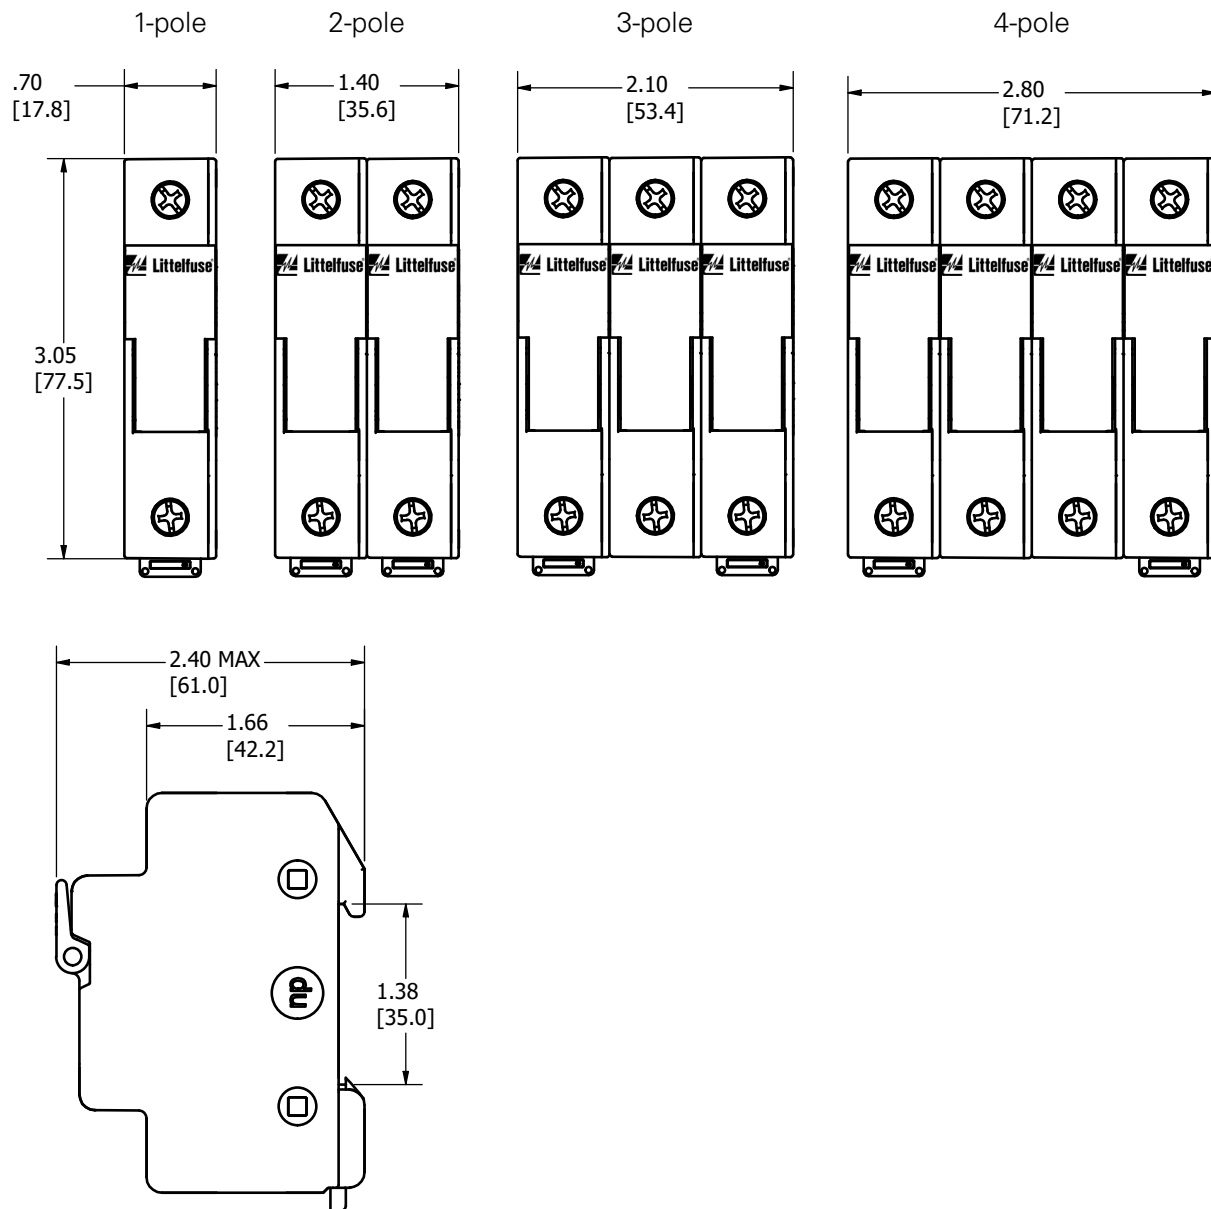 1-pole 2-pole 3-pole 4-pole
.70 1.40 2.10 2.80
[17.8] [35.6] [53.4] [71.2]
Littelfuse® Littelfuse Littelfuse® Littelfuse Littelfuse Littelfuse® Littelfuse® Littelfuse® Littelfuse® Littelfuse
3.05
[77.5]
2.40 MAX
[61.0]
1.66
[42.2]
du
1.38
[35.0]